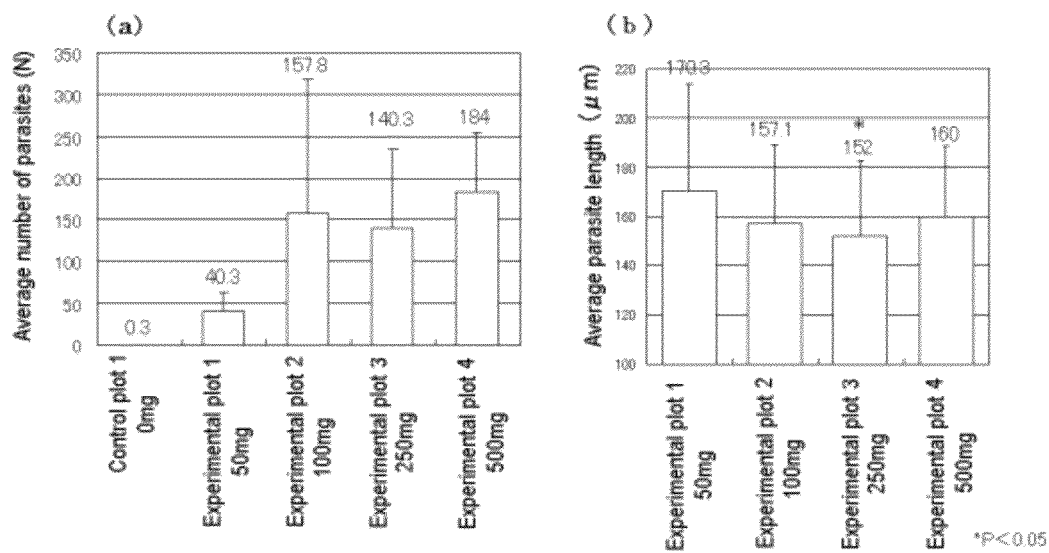 (a)
Average number of parasites (N)
350
300
250
200
150
100
50
0
0.3
40.3
157.8
140.3
184
Control plot 1
0mg
Experimental plot 1
50mg
Experimental plot 2
100mg
Experimental plot 3
250mg
Experimental plot 4
500mg
(b)
Average parasite length (μm)
220
200
180
160
140
120
100
170.3
157.1
*
152
160
Experimental plot 1
50mg
Experimental plot 2
100mg
Experimental plot 3
250mg
Experimental plot 4
500mg
*P<0.05